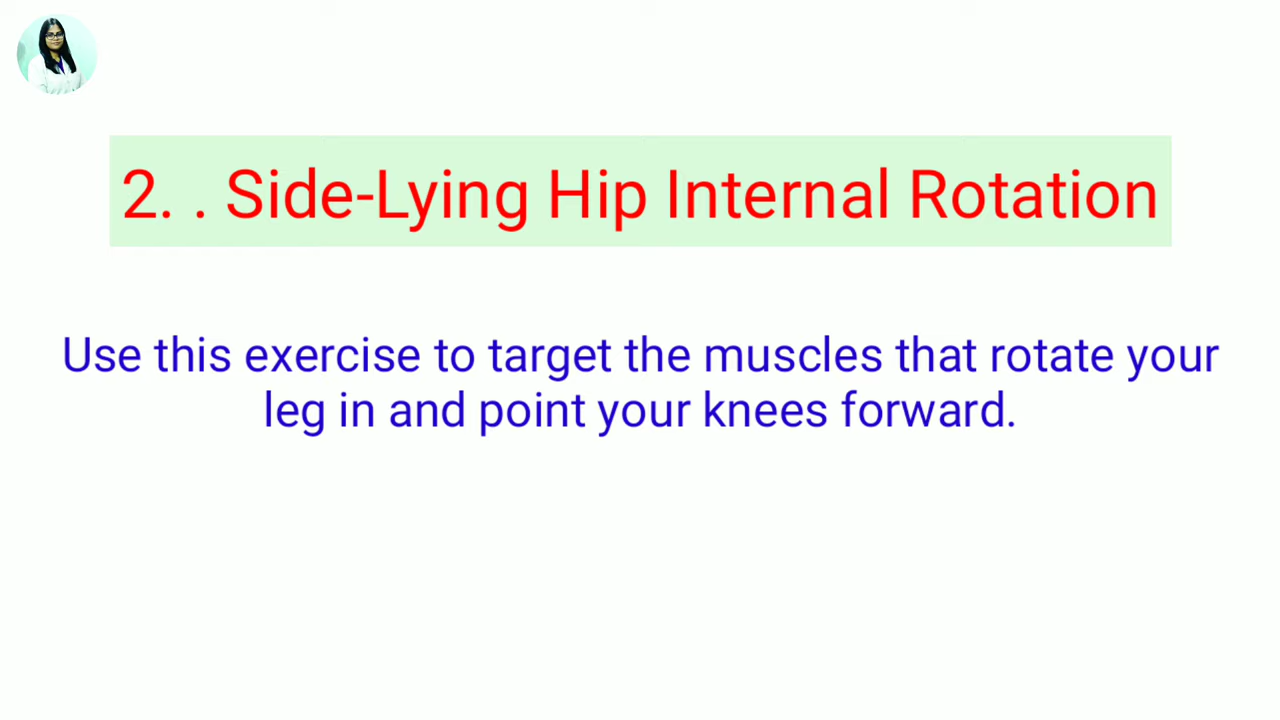 2. . Side-Lying Hip Internal Rotation
Use this exercise to target the muscles that rotate your
leg in and point your knees forward.